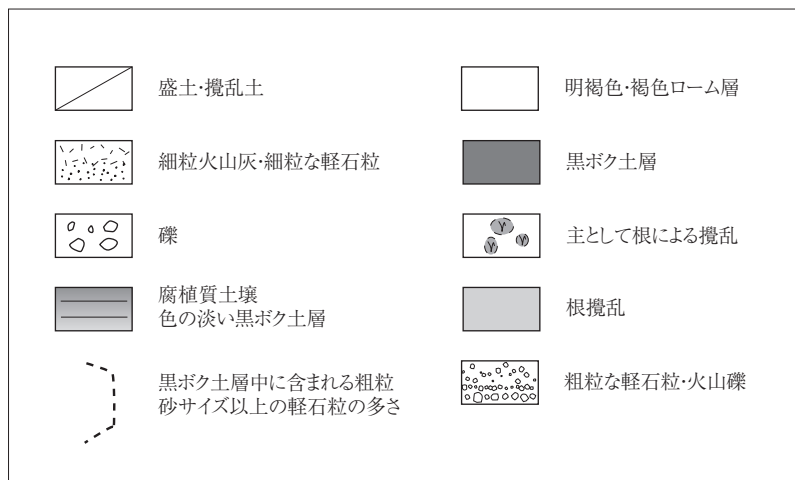 盛土・攪乱土
細粒火山灰・細粒な軽石粒
礫
腐植質土壌
色の淡い黒ボク土層
黒ボク土層中に含まれる粗粒
砂サイズ以上の軽石粒の多さ
明褐色・褐色ローム層
黒ボク土層
主として根による攪乱
根攪乱
粗粒な軽石粒・火山礫